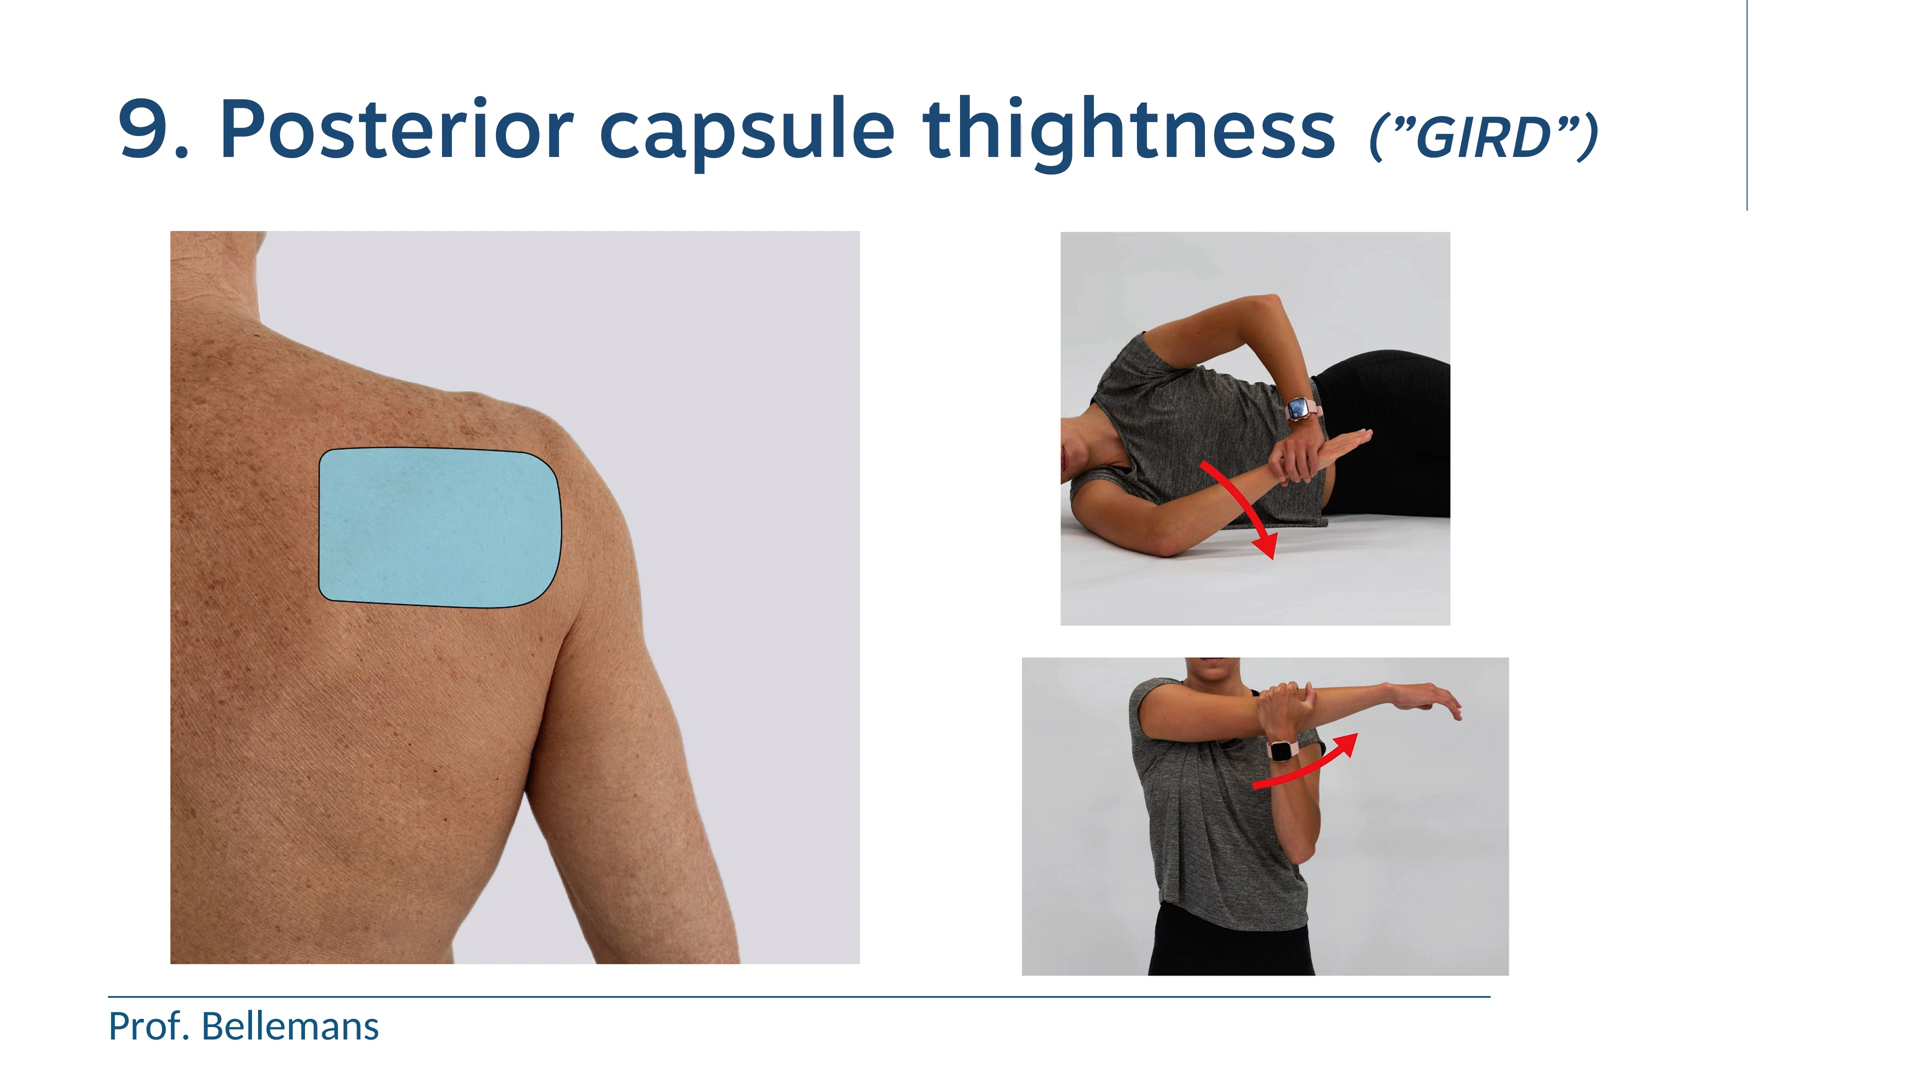 9. Posterior capsule thightness (”GIRD”)
Prof. Bellemans